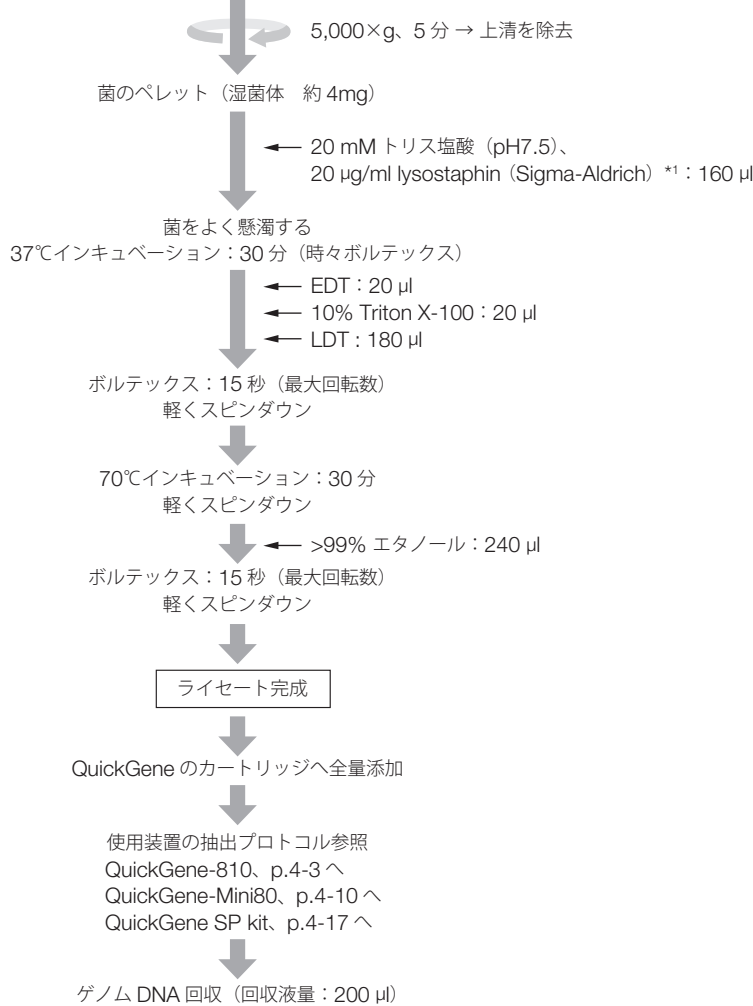 5,000×g、5 分 → 上清を除去
菌のペレット（湿菌体　約 4mg）
20 mM トリス塩酸（pH7.5）、
20 µg/ml lysostaphin（Sigma-Aldrich）*1：160 µl
菌をよく懸濁する
37℃インキュベーション：30 分（時々ボルテックス）
EDT：20 µl
10% Triton X-100：20 µl
LDT : 180 µl
ボルテックス：15 秒（最大回転数）
軽くスピンダウン
70℃インキュベーション：30 分
軽くスピンダウン
>99% エタノール：240 µl
ボルテックス：15 秒（最大回転数）
軽くスピンダウン
ライセート完成
QuickGene のカートリッジへ全量添加
使用装置の抽出プロトコル参照
QuickGene-810、p.4-3 へ
QuickGene-Mini80、p.4-10 へ
QuickGene SP kit、p.4-17 へ
ゲノム DNA 回収（回収液量：200 µl）